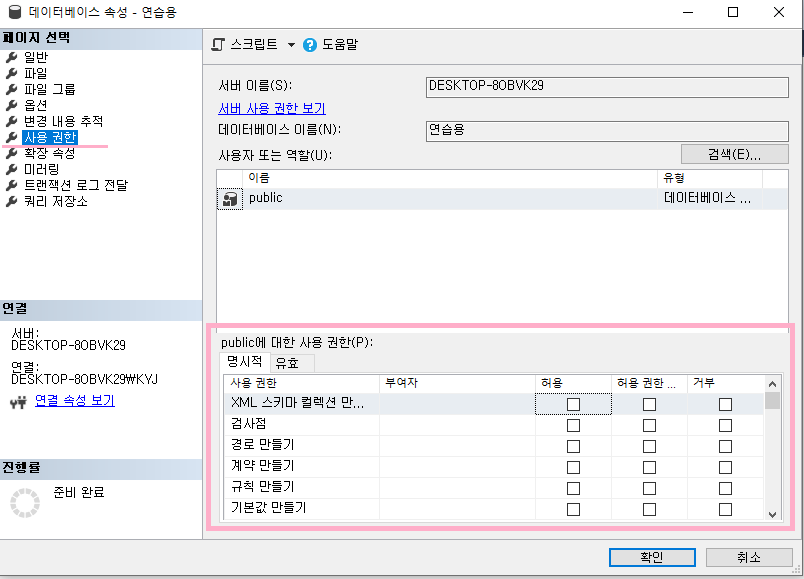 데이터베이스 속성 - 연습용
페이지 선택
일반
파일
파일 그룹
옵션
변경 내용 추적
사용 권한
확장 속성
미러링
트랜잭션 로그 전달
쿼리 저장소
연결
서버:
DESKTOP-8OBVK29
연결:
DESKTOP-8OBVK29₩KYJ
연결 속성 보기
진행률
준비 완료
스크립트 도움말
서버 이름(S): DESKTOP-8OBVK29
서버 사용 권한 보기
데이터베이스 이름(N): 연습용
사용자 또는 역할(U): 검색(E)...
이름 유형
public 데이터베이스 ...
public에 대한 사용 권한(P):
명시적 유효
사용 권한 부여자 허용 허용 권한 ... 거부
XML 스키마 컬렉션 만...
검사점
경로 만들기
계약 만들기
규칙 만들기
기본값 만들기
확인 취소